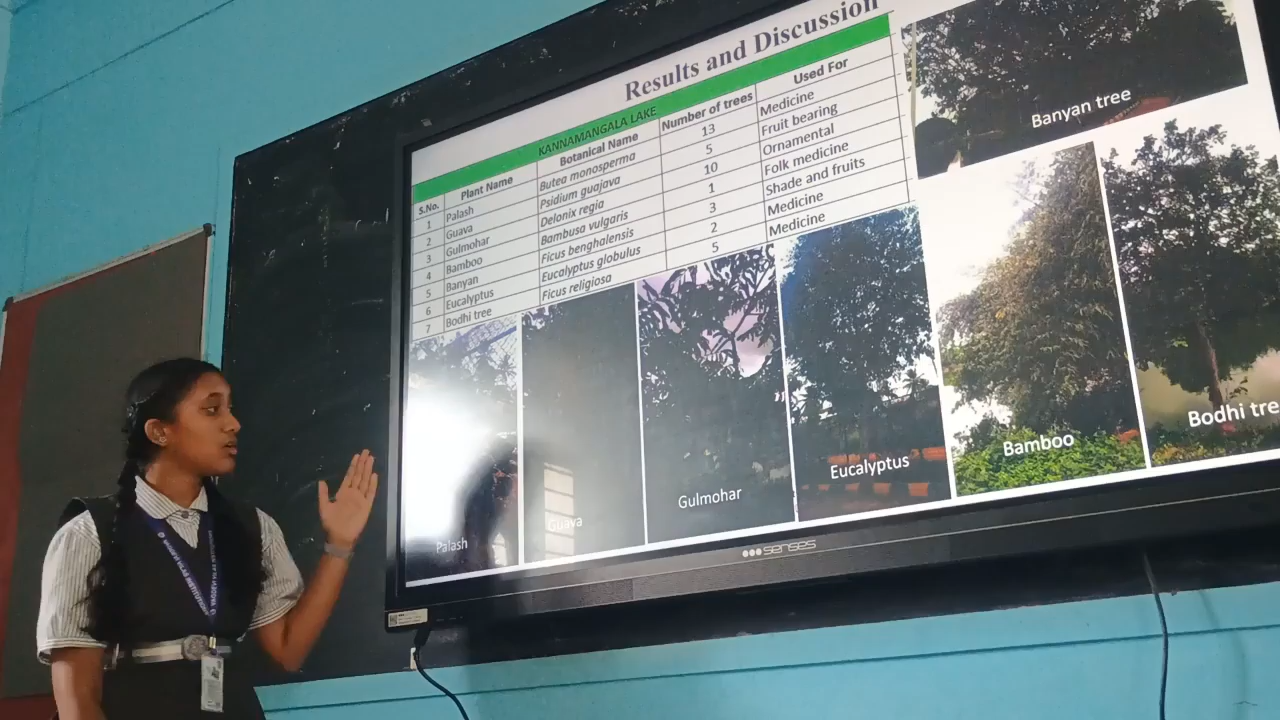 Results and Discussion
KANNAMANGALA LAKE
S.No. Plant Name Botanical Name Number of trees Used For
1 Palash Butea monosperma 13 Medicine
2 Guava Psidium guajava 5 Fruit bearing
3 Gulmohar Delonix regia 10 Ornamental
4 Bamboo Bambusa vulgaris 1 Folk medicine
5 Banyan Ficus benghalensis 3 Shade and fruits
6 Eucalyptus Eucalyptus globulus 2 Medicine
7 Bodhi tree Ficus religiosa 5 Medicine
Banyan tree
Palash
Guava
Gulmohar
Eucalyptus
Bamboo
Bodhi tre
senses